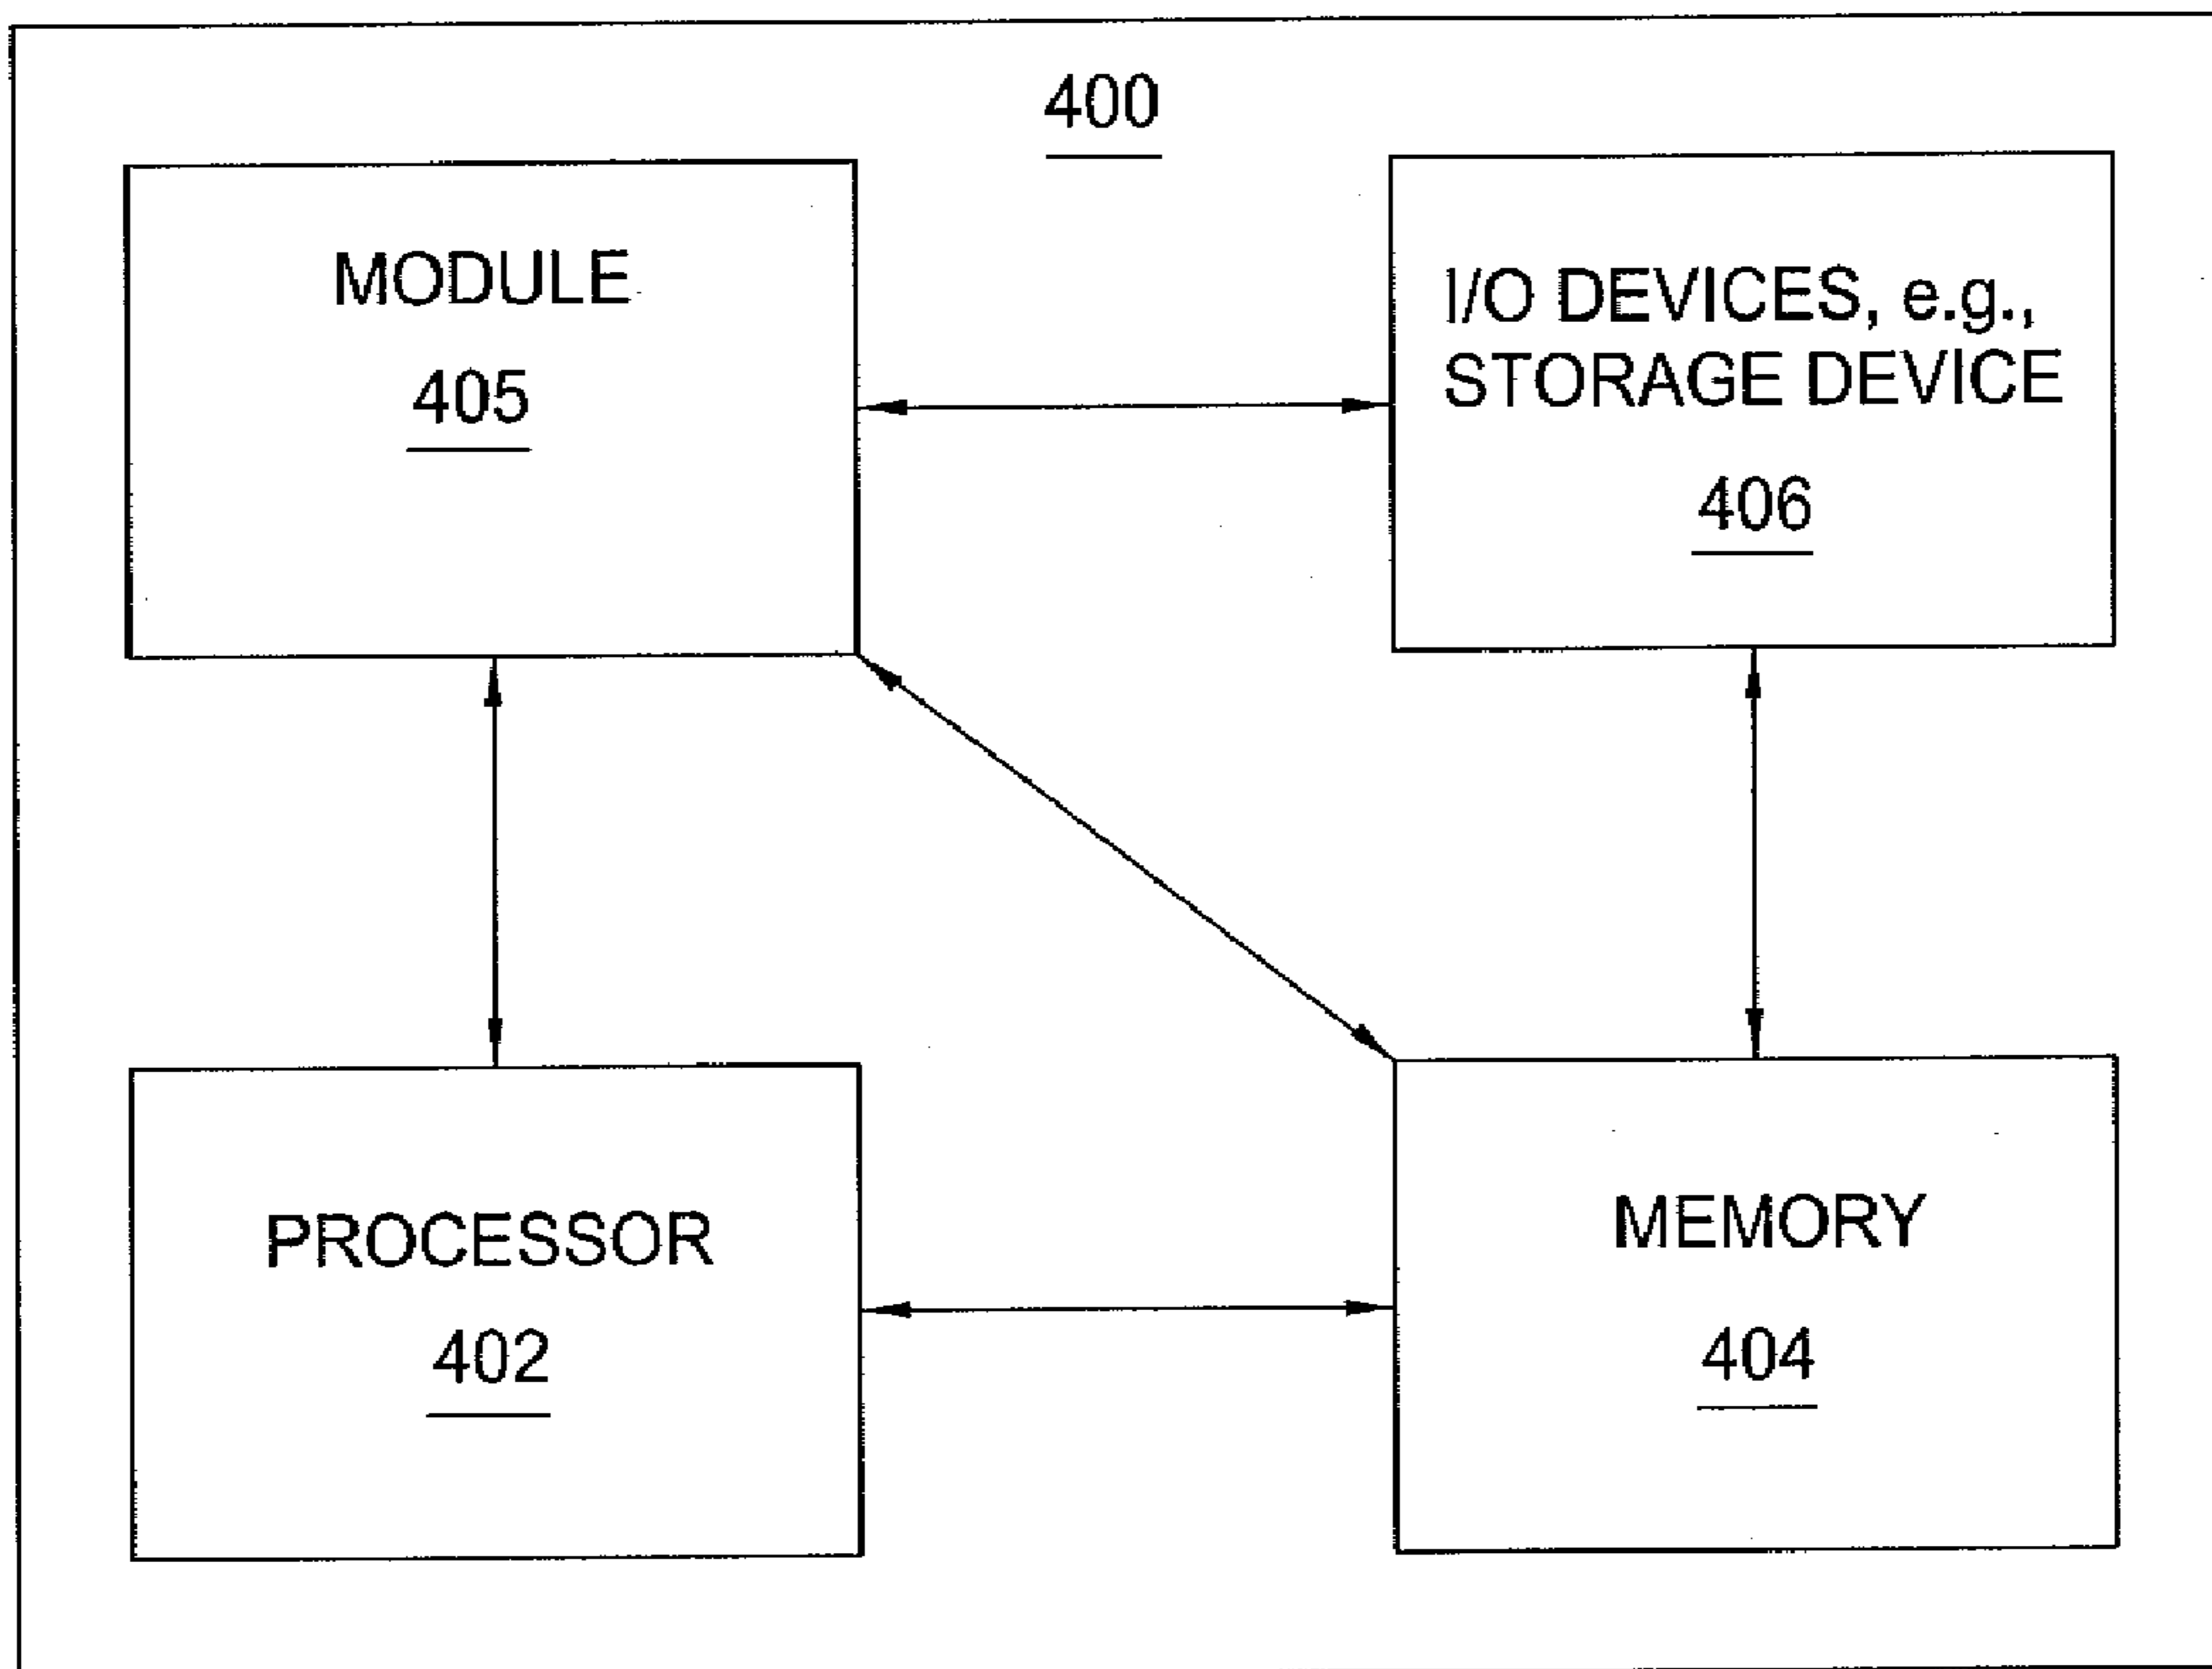 400
MODULE
405
I/O DEVICES, e.g.,
STORAGE DEVICE
406
PROCESSOR
402
MEMORY
404